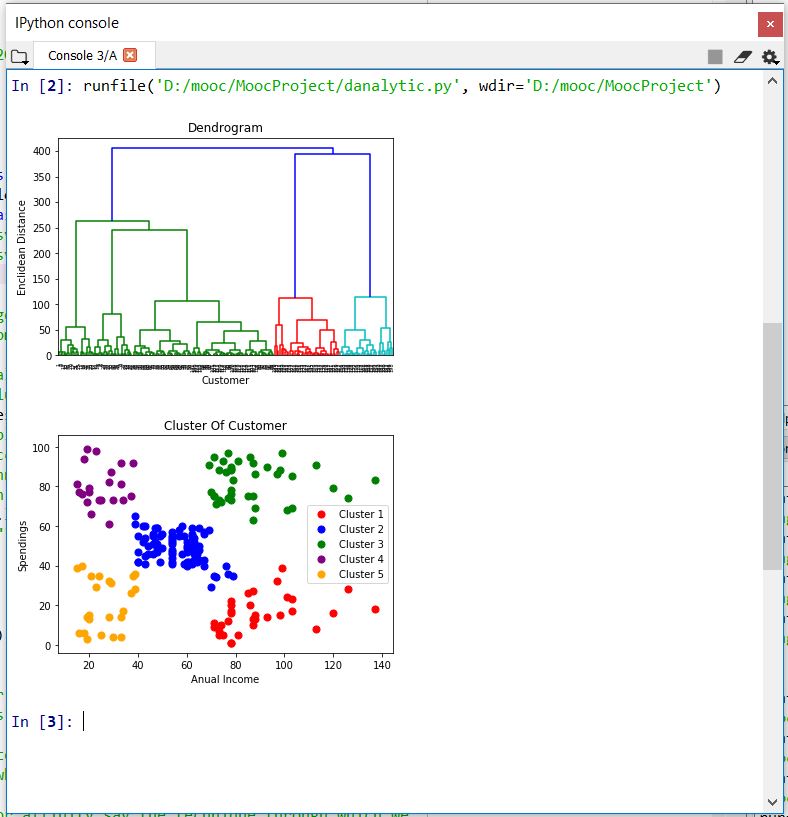 IPython console
Console 3/A
In [2]: runfile('D:/mooc/MoocProject/danalytic.py', wdir='D:/mooc/MoocProject')
Dendrogram
400
350
300
250
200
150
100
50
0
Enclidean Distance
Customer
Cluster Of Customer
100
80
60
40
20
0
Spendings
Cluster 1
Cluster 2
Cluster 3
Cluster 4
Cluster 5
20 40 60 80 100 120 140
Anual Income
In [3]: